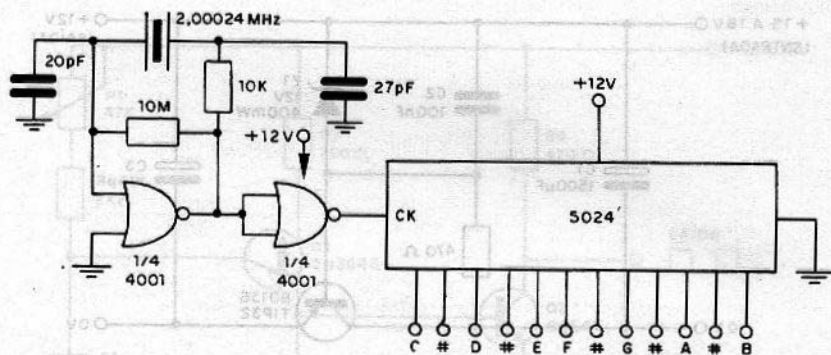 2,00024 MHz
20pF
10K
27pF
10M
+12V
+12V
CK
5024
1/4
4001
1/4
4001
C # D # E F # G # A # B